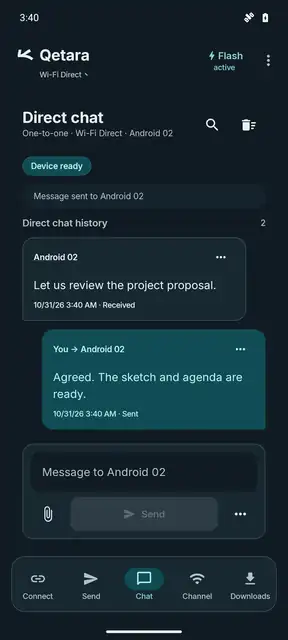 3:40
Qetara
Flash
Wi-Fi Direct
active
Direct chat
One-to-one · Wi-Fi Direct · Android 02
Device ready
Message sent to Android 02
Direct chat history
2
Android 02
Let us review the project proposal.
10/31/26 3:40 AM · Received
You → Android 02
Agreed. The sketch and agenda are
ready.
10/31/26 3:40 AM · Sent
Message to Android 02
Send
Connect
Send
Chat
Channel
Downloads